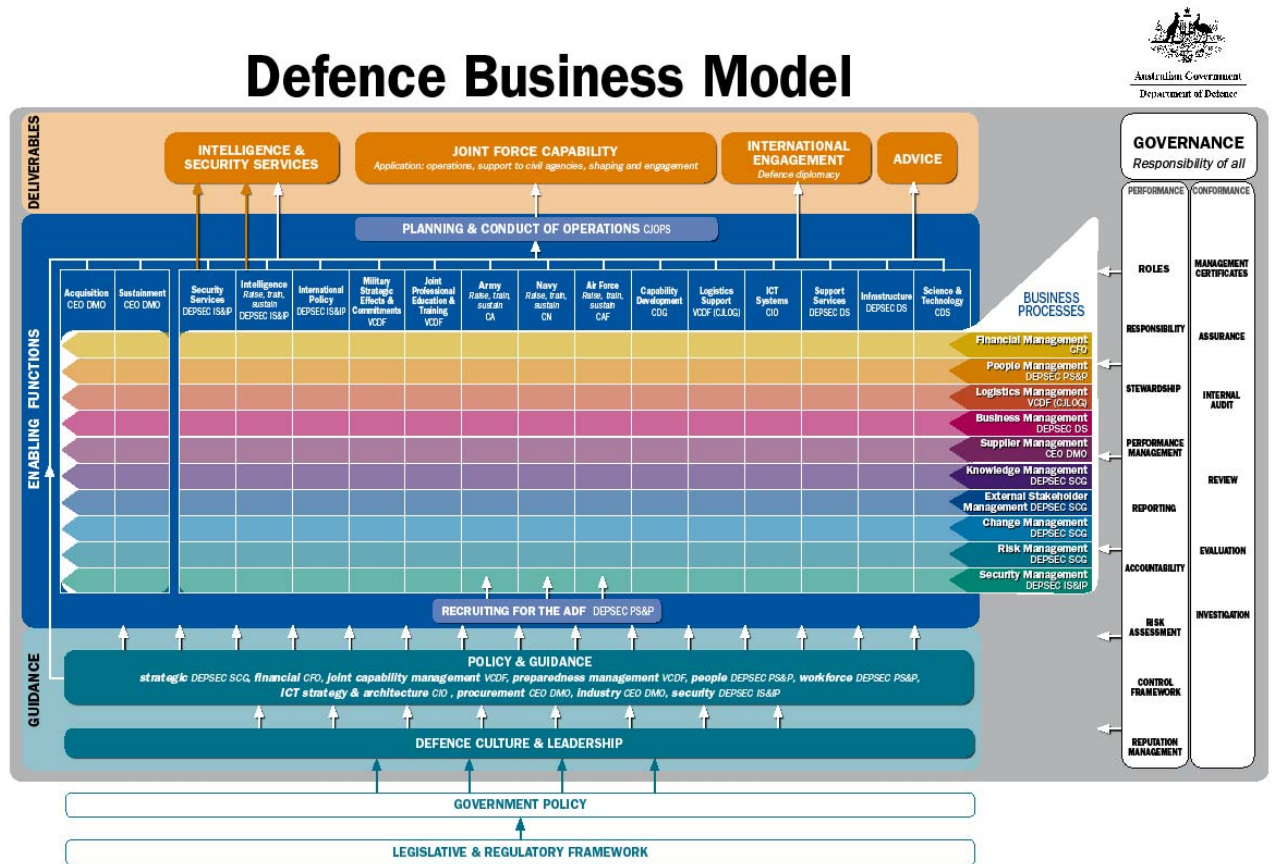 Defence Business Model
Australian Government
Department of Defence
DELIVERABLES
INTELLIGENCE &
SECURITY SERVICES
JOINT FORCE CAPABILITY
Application: operations, support to civil agencies, shaping and engagement
INTERNATIONAL
ENGAGEMENT
Defence diplomacy
ADVICE
ENABLING FUNCTIONS
PLANNING & CONDUCT OF OPERATIONS CJOPS
Acquisition
CEO DMO
Sustainment
CEO DMO
Security
Services
DEPSEC IS&IP
Intelligence
Raise, train,
sustain
DEPSEC IS&IP
International
Policy
DEPSEC IS&IP
Military
Strategic
Effects &
Commitments
VCDF
Joint
Professional
Education &
Training
VCDF
Army
Raise, train,
sustain
CA
Navy
Raise, train,
sustain
CN
Air Force
Raise, train,
sustain
CAF
Capability
Development
CDG
Logistics
Support
VCDF (CJLOG)
ICT
Systems
CIO
Support
Services
DEPSEC DS
Infrastructure
DEPSEC DS
Science &
Technology
CDS
BUSINESS
PROCESSES
Financial Management
CFO
People Management
DEPSEC PS&P
Logistics Management
VCDF (CJLOG)
Business Management
DEPSEC DS
Supplier Management
CEO DMO
Knowledge Management
DEPSEC SCG
External Stakeholder
Management DEPSEC SCG
Change Management
DEPSEC SCG
Risk Management
DEPSEC SCG
Security Management
DEPSEC IS&IP
RECRUITING FOR THE ADF DEPSEC PS&P
GUIDANCE
POLICY & GUIDANCE
strategic DEPSEC SCG, financial CFO, joint capability management VCDF, preparedness management VCDF, people DEPSEC PS&P, workforce DEPSEC PS&P,
ICT strategy & architecture CIO , procurement CEO DMO, industry CEO DMO, security DEPSEC IS&IP
DEFENCE CULTURE & LEADERSHIP
GOVERNMENT POLICY
LEGISLATIVE & REGULATORY FRAMEWORK
GOVERNANCE
Responsibility of all
PERFORMANCE
ROLES
RESPONSIBILITY
STEWARDSHIP
PERFORMANCE
MANAGEMENT
REPORTING
ACCOUNTABILITY
RISK
ASSESSMENT
CONTROL
FRAMEWORK
REPUTATION
MANAGEMENT
CONFORMANCE
MANAGEMENT
CERTIFICATES
ASSURANCE
INTERNAL
AUDIT
REVIEW
EVALUATION
INVESTIGATION